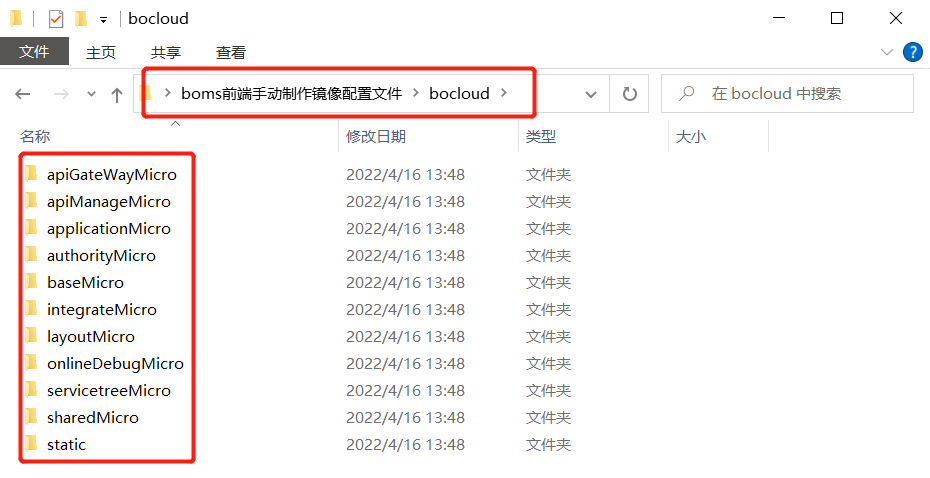 bocloud
文件 主页 共享 查看
boms前端手动制作镜像配置文件 bocloud 在 bocloud 中搜索
名称 修改日期 类型 大小
apiGateWayMicro 2022/4/16 13:48 文件夹
apiManageMicro 2022/4/16 13:48 文件夹
applicationMicro 2022/4/16 13:48 文件夹
authorityMicro 2022/4/16 13:48 文件夹
baseMicro 2022/4/16 13:48 文件夹
integrateMicro 2022/4/16 13:48 文件夹
layoutMicro 2022/4/16 13:48 文件夹
onlineDebugMicro 2022/4/16 13:48 文件夹
servicetreeMicro 2022/4/16 13:48 文件夹
sharedMicro 2022/4/16 13:48 文件夹
static 2022/4/16 13:48 文件夹